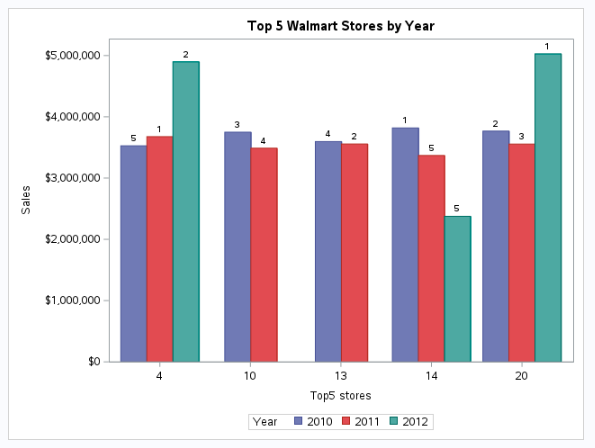 Top 5 Walmart Stores by Year
$5,000,000
$4,000,000
$3,000,000
$2,000,000
$1,000,000
$0
Sales
5 1 2
3 4
4 2
1 5 5
2 3 1
4 10 13 14 20
Top5 stores
Year 2010 2011 2012